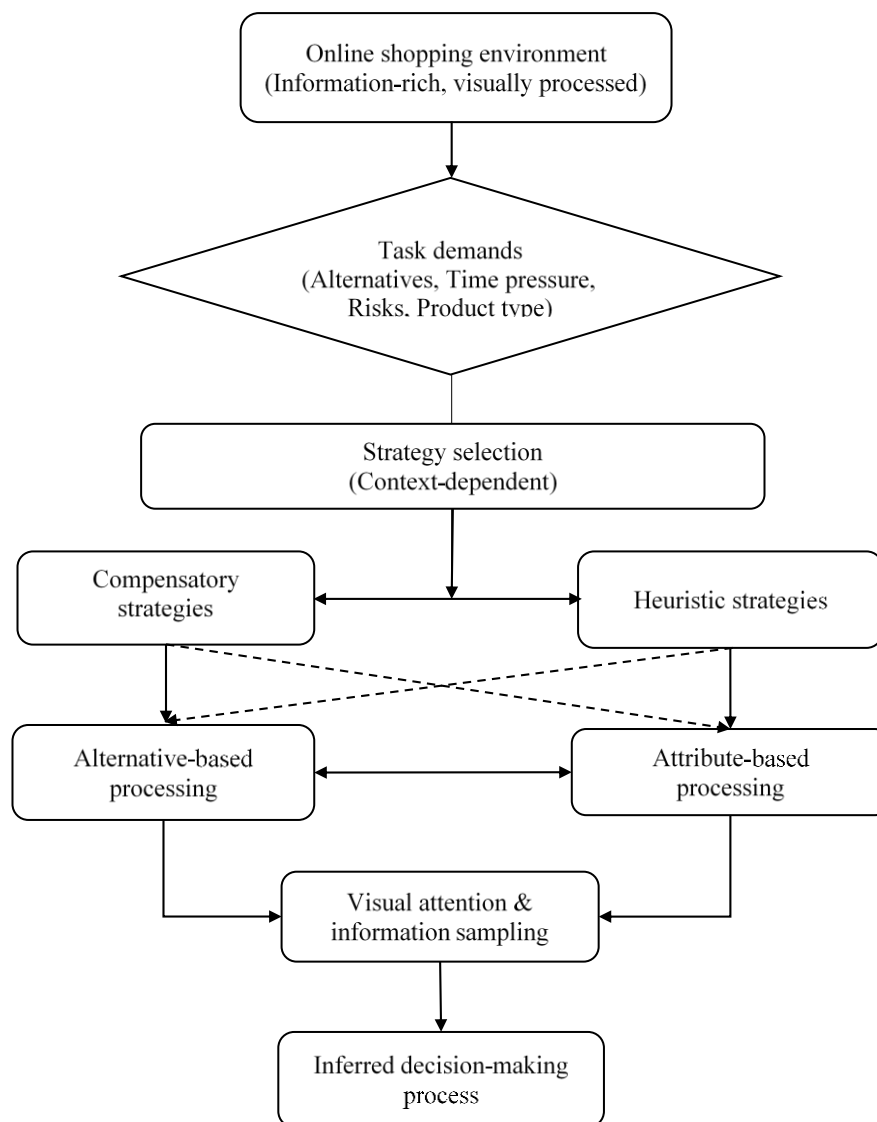 Online shopping environment
(Information-rich, visually processed)
Task demands
(Alternatives, Time pressure,
Risks, Product type)
Strategy selection
(Context-dependent)
Compensatory
strategies
Heuristic strategies
Alternative-based
processing
Attribute-based
processing
Visual attention &
information sampling
Inferred decision-making
process